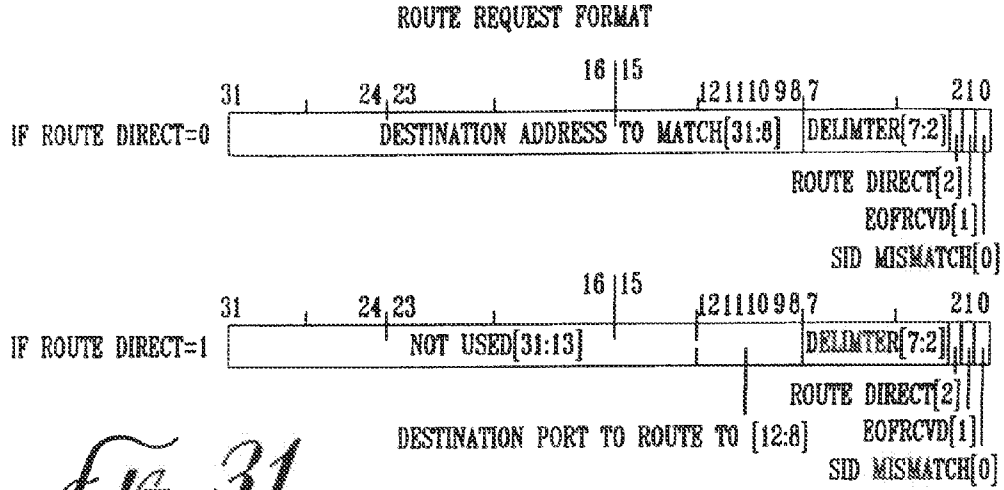 ROUTE REQUEST FORMAT
31 24 23 16 15 12 11 10 9 8 7 2 1 0
IF ROUTE DIRECT=0 DESTINATION ADDRESS TO MATCH[31:8] DELIMTER[7:2]
ROUTE DIRECT[2]
EOFRCVD[1]
SID MISMATCH[0]
31 24 23 16 15 12 11 10 9 8 7 2 1 0
IF ROUTE DIRECT=1 NOT USED[31:13] DELIMTER[7:2]
ROUTE DIRECT[2]
DESTINATION PORT TO ROUTE TO [12:8] EOFRCVD[1]
SID MISMATCH[0]
Fig. 31